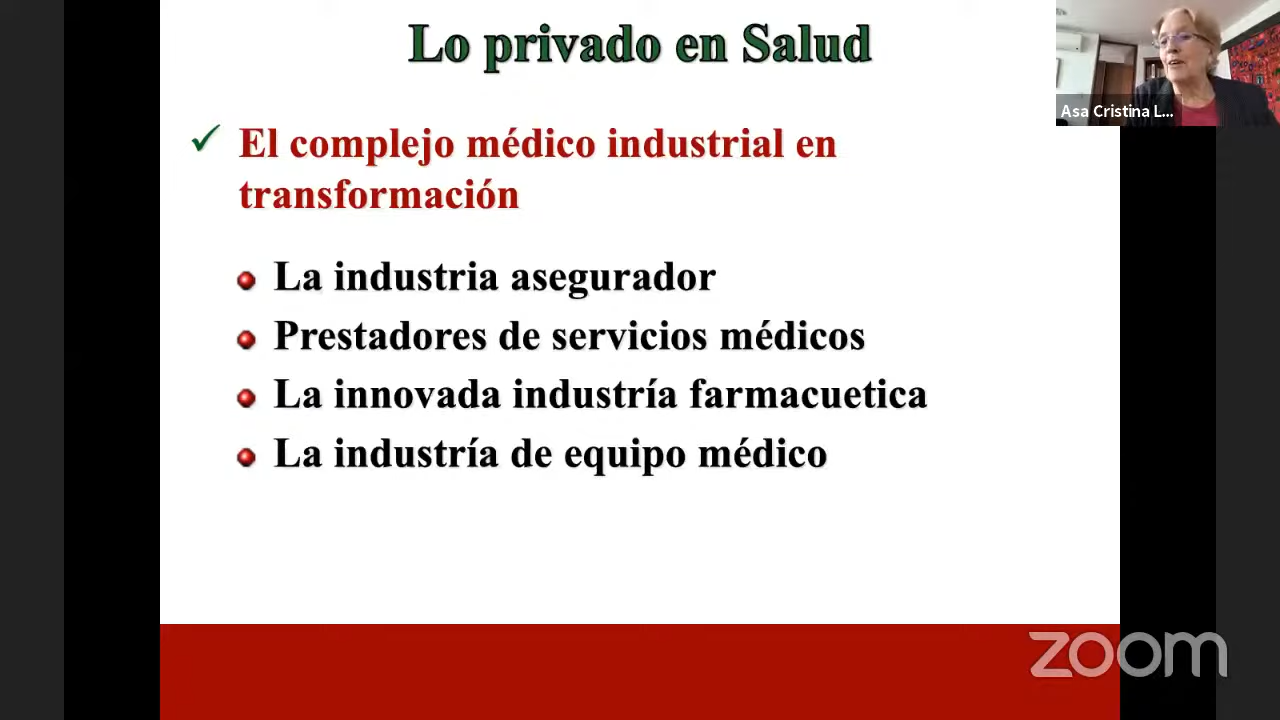 Lo privado en Salud
Asa Cristina L...
El complejo médico industrial en
transformación
La industria asegurador
Prestadores de servicios médicos
La innovada industría farmacuetica
La industría de equipo médico
zoom